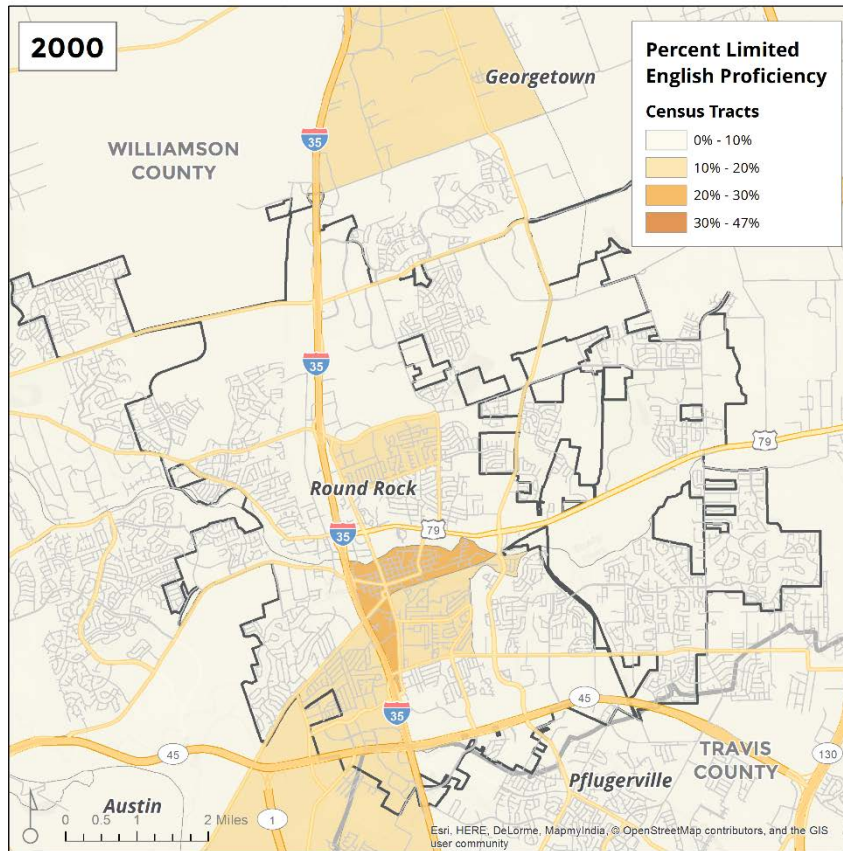 2000
Percent Limited
English Proficiency
Census Tracts
0% - 10%
10% - 20%
20% - 30%
30% - 47%
Georgetown
35
WILLIAMSON
COUNTY
35
79
Round Rock
79
35
45
35
TRAVIS
COUNTY
130
45
Pflugerville
Austin
1
0 0.5 1 2 Miles
Esri, HERE, DeLorme, MapmyIndia, © OpenStreetMap contributors, and the GIS
user community